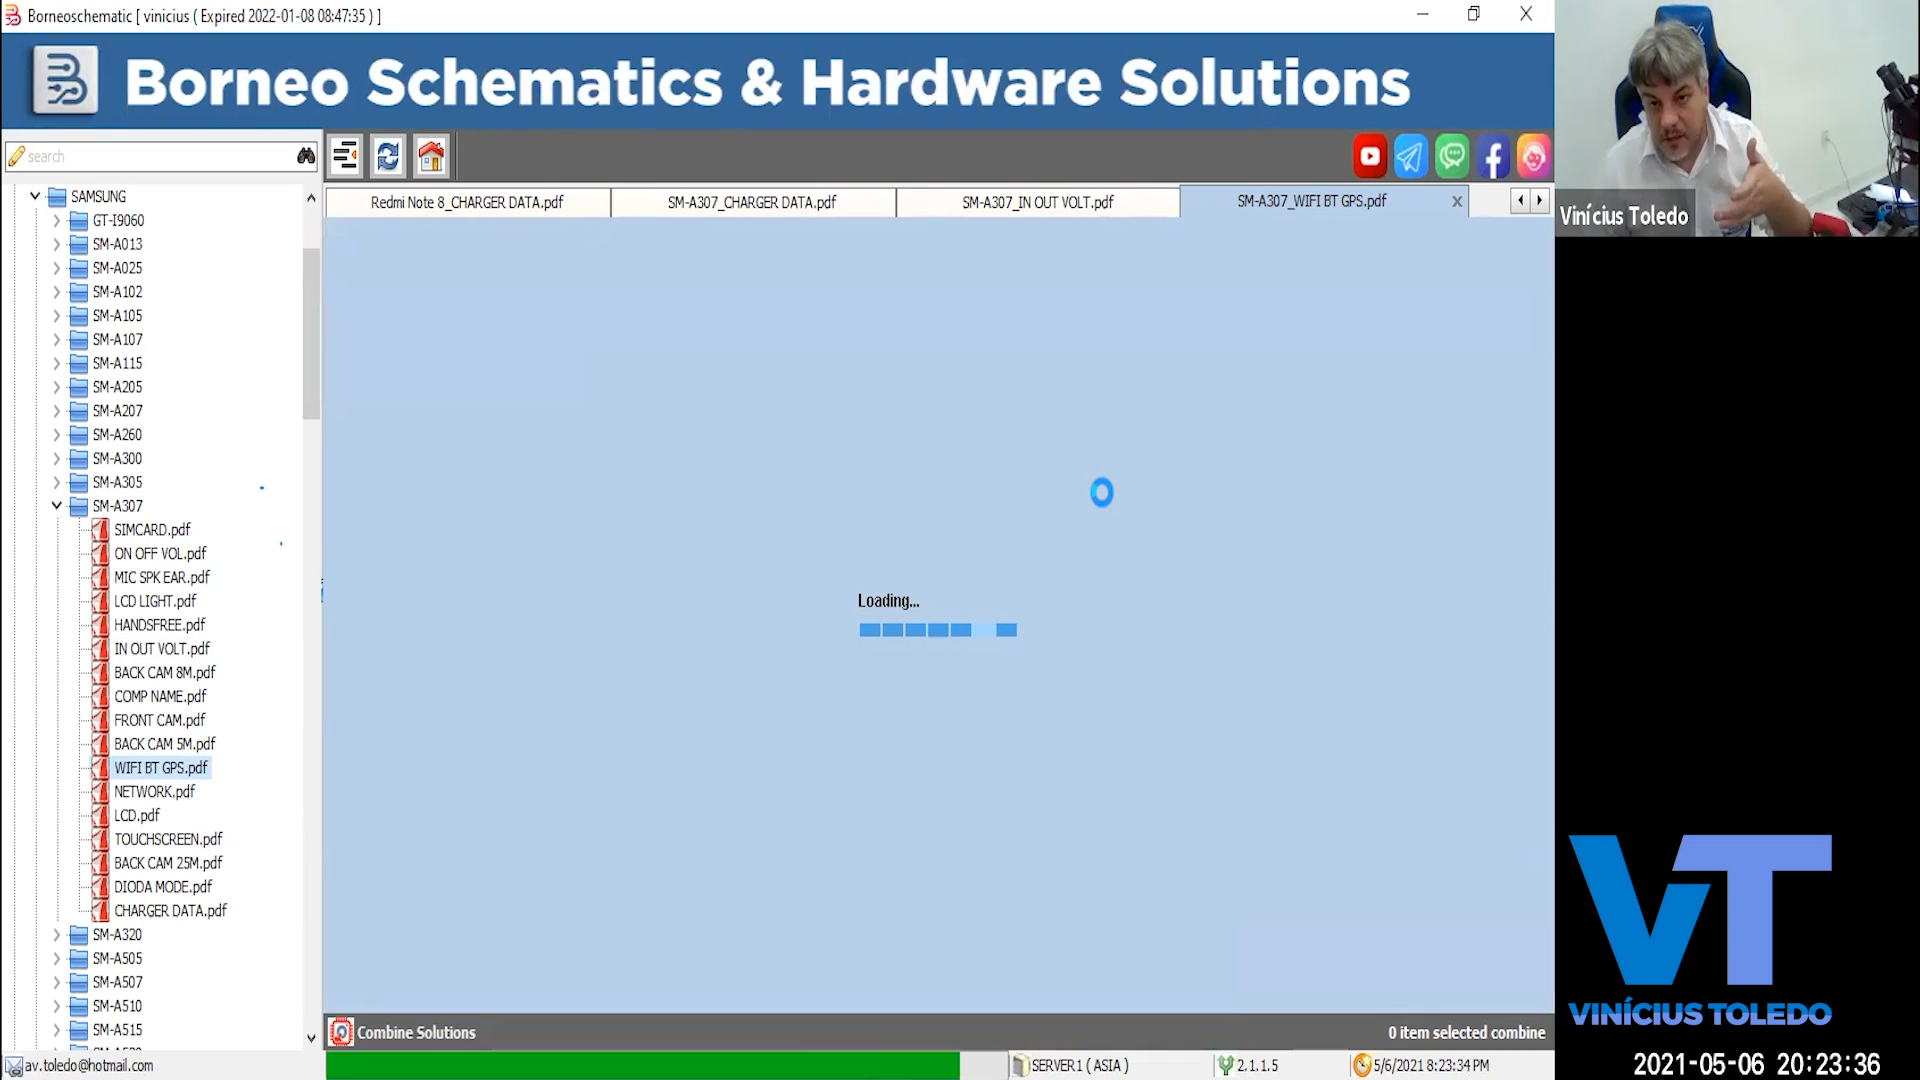 Borneoschematic [ vinicius ( Expired 2022-01-08 08:47:35 ) ]
Borneo Schematics & Hardware Solutions
search
Redmi Note 8_CHARGER DATA.pdf
SM-A307_CHARGER DATA.pdf
SM-A307_IN OUT VOLT.pdf
SM-A307_WIFI BT GPS.pdf
x
SAMSUNG
GT-I9060
SM-A013
SM-A025
SM-A102
SM-A105
SM-A107
SM-A115
SM-A205
SM-A207
SM-A260
SM-A300
SM-A305
SM-A307
SIMCARD.pdf
ON OFF VOL.pdf
MIC SPK EAR.pdf
LCD LIGHT.pdf
HANDSFREE.pdf
IN OUT VOLT.pdf
BACK CAM 8M.pdf
COMP NAME.pdf
FRONT CAM.pdf
BACK CAM 5M.pdf
WIFI BT GPS.pdf
NETWORK.pdf
LCD.pdf
TOUCHSCREEN.pdf
BACK CAM 25M.pdf
DIODA MODE.pdf
CHARGER DATA.pdf
SM-A320
SM-A505
SM-A507
SM-A510
SM-A515
Loading...
Combine Solutions
0 item selected combine
av.toledo@hotmail.com
SERVER1 ( ASIA )
2.1.1.5
5/6/2021 8:23:34 PM
Vinícius Toledo
VT
VINÍCIUS TOLEDO
2021-05-06 20:23:36